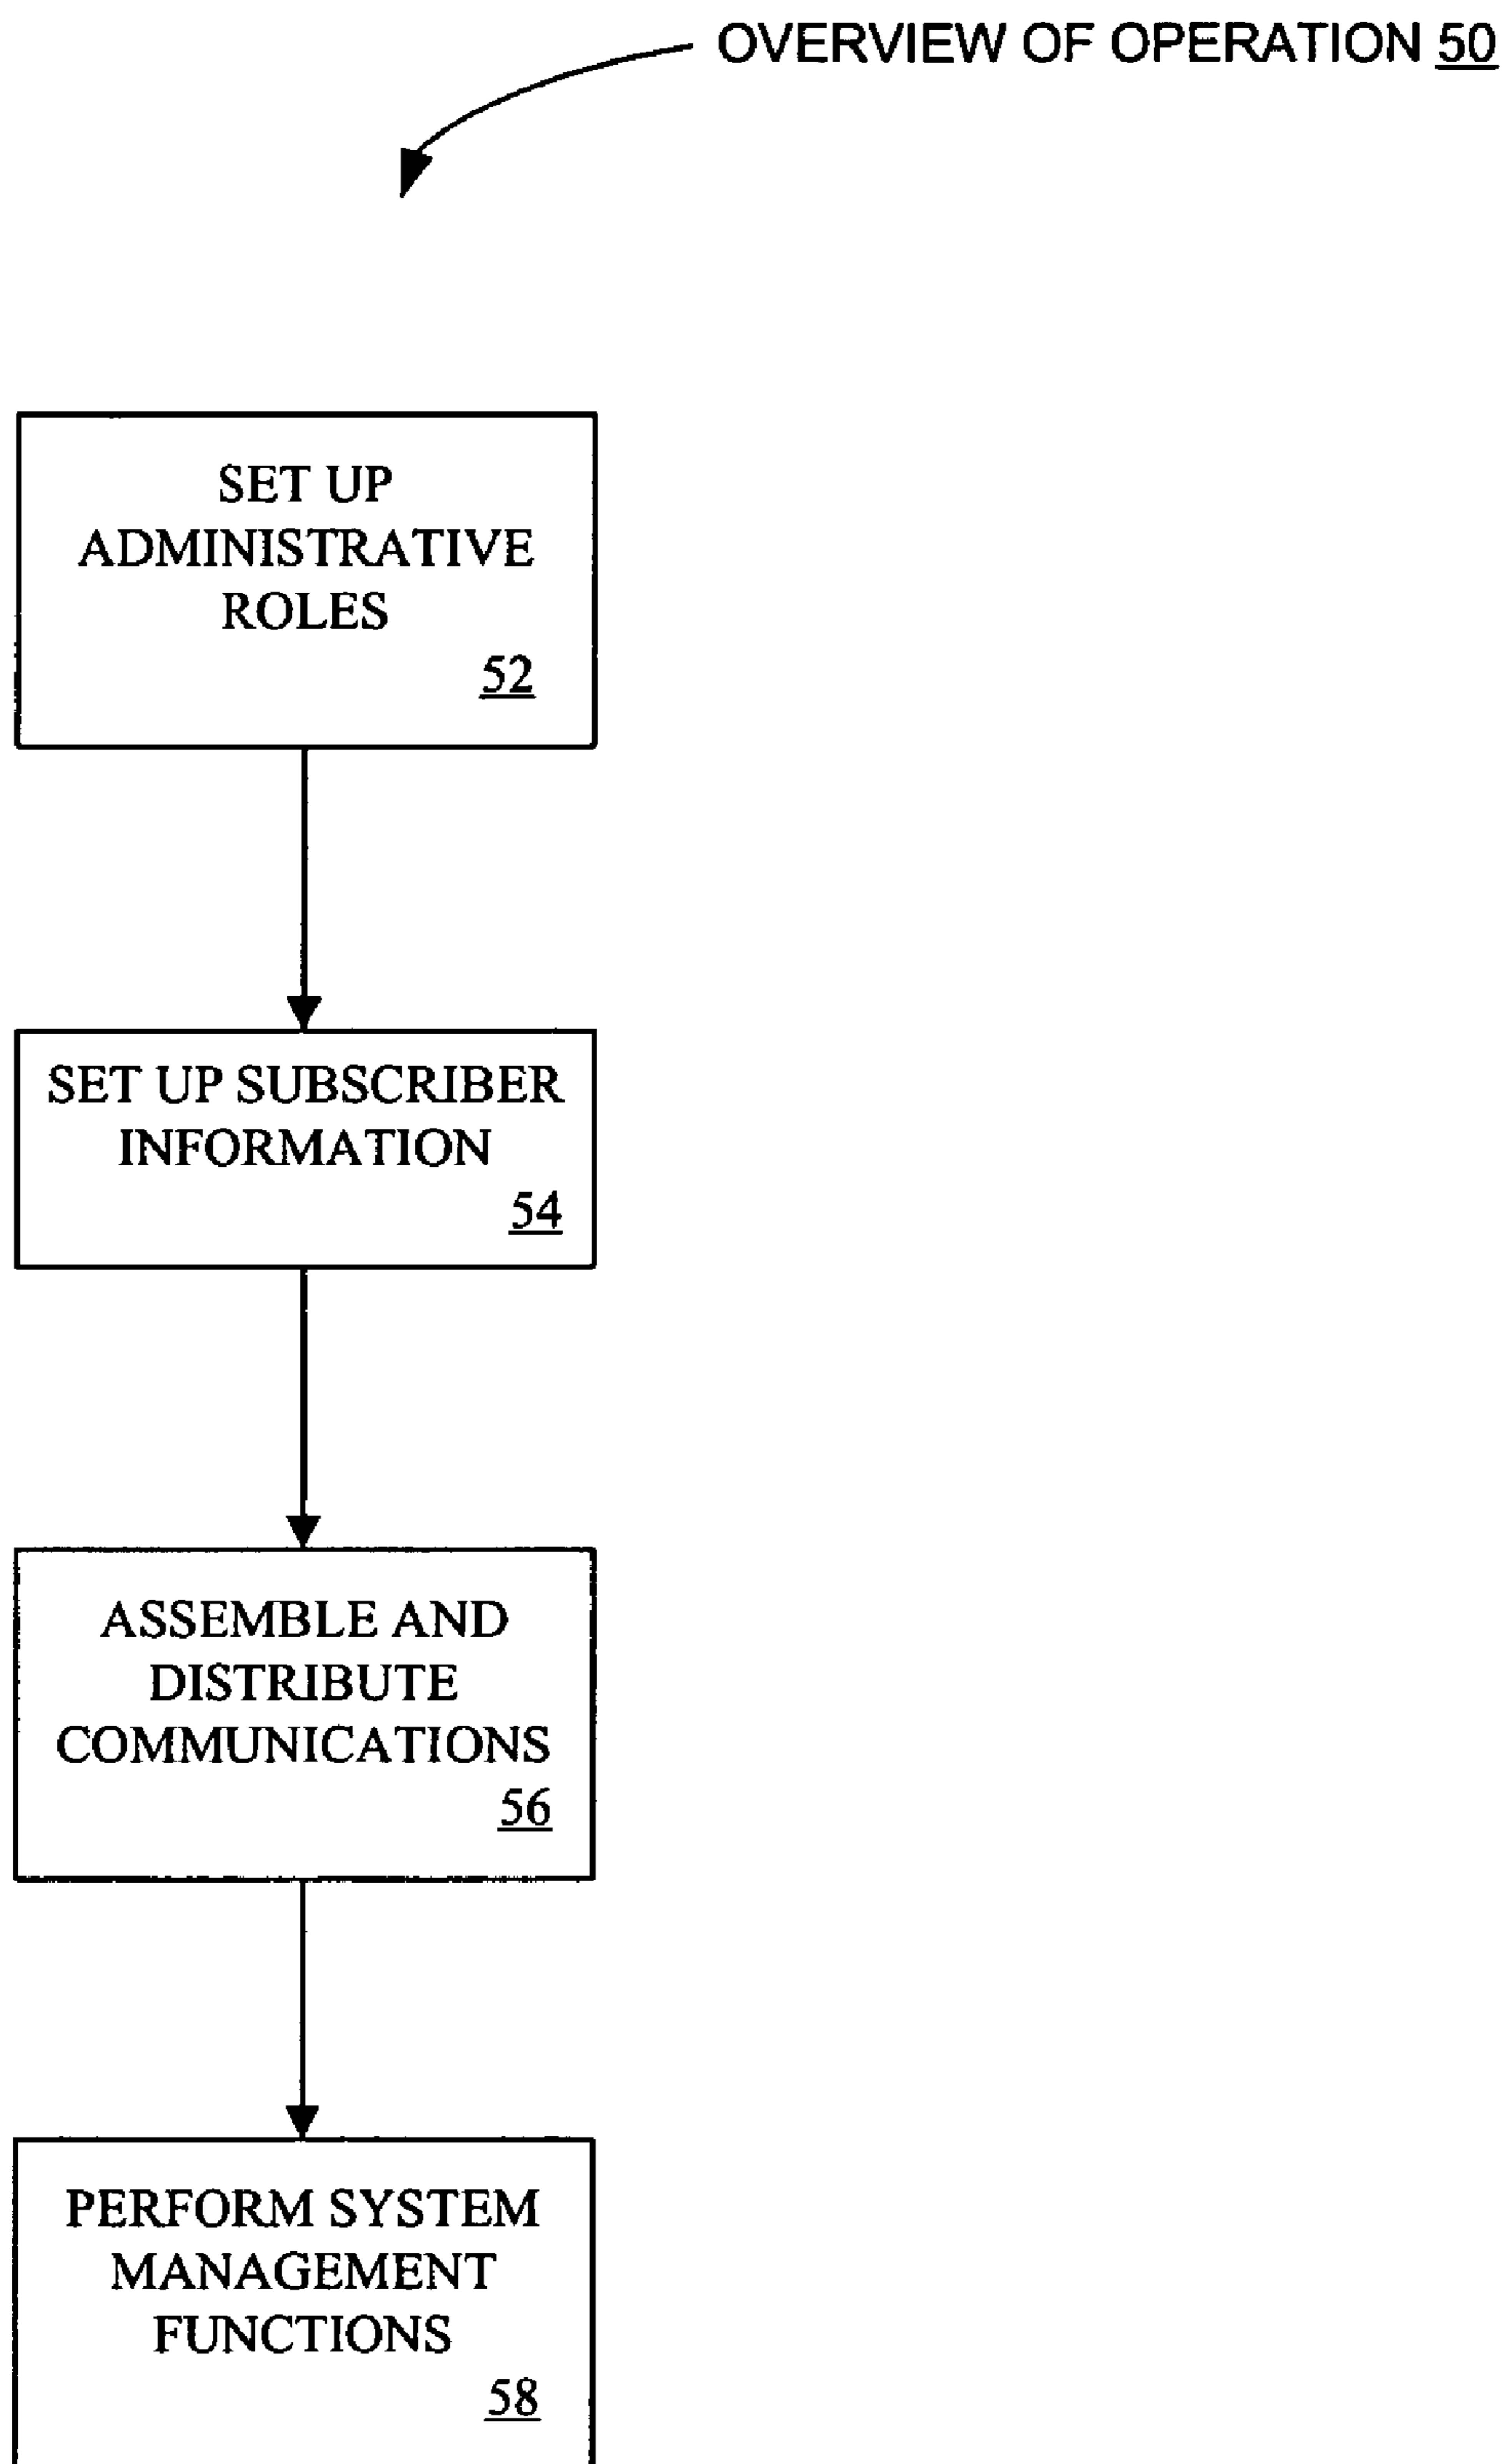 OVERVIEW OF OPERATION 50
SET UP
ADMINISTRATIVE
ROLES
52
SET UP SUBSCRIBER
INFORMATION
54
ASSEMBLE AND
DISTRIBUTE
COMMUNICATIONS
56
PERFORM SYSTEM
MANAGEMENT
FUNCTIONS
58